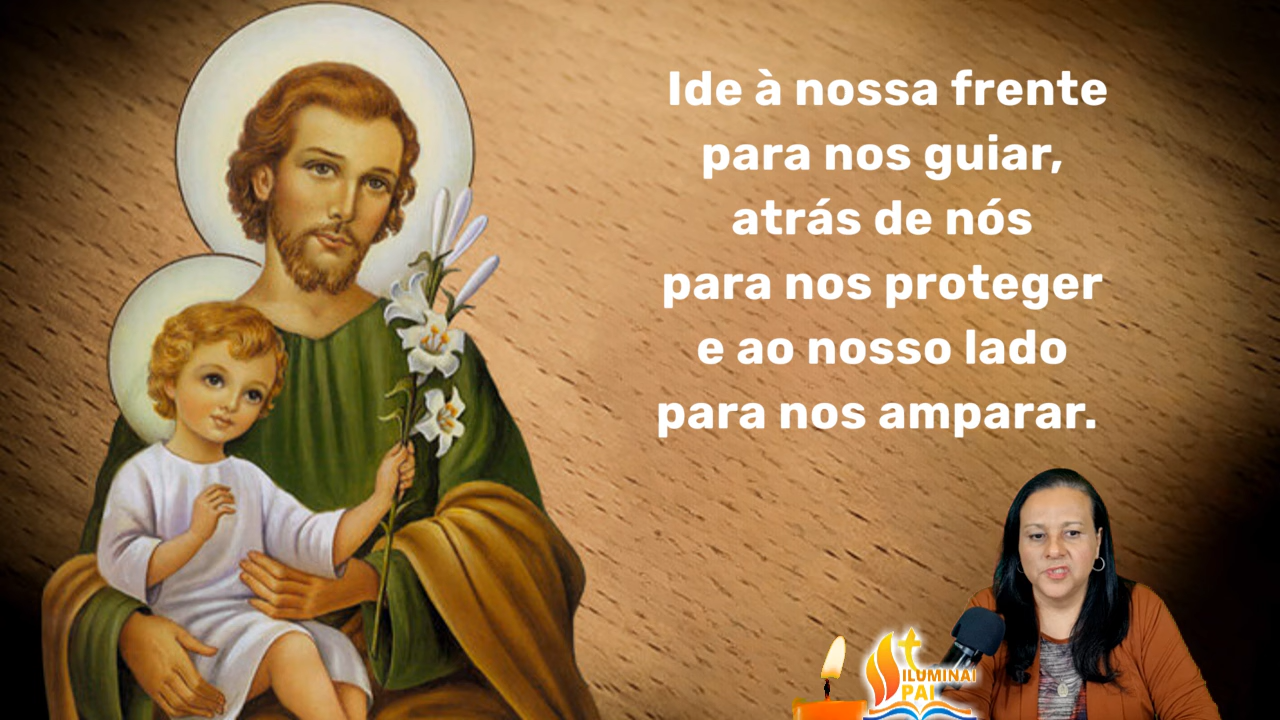 Ide à nossa frente
para nos guiar,
atrás de nós
para nos proteger
e ao nosso lado
para nos amparar.
ILUMINAI
PAI